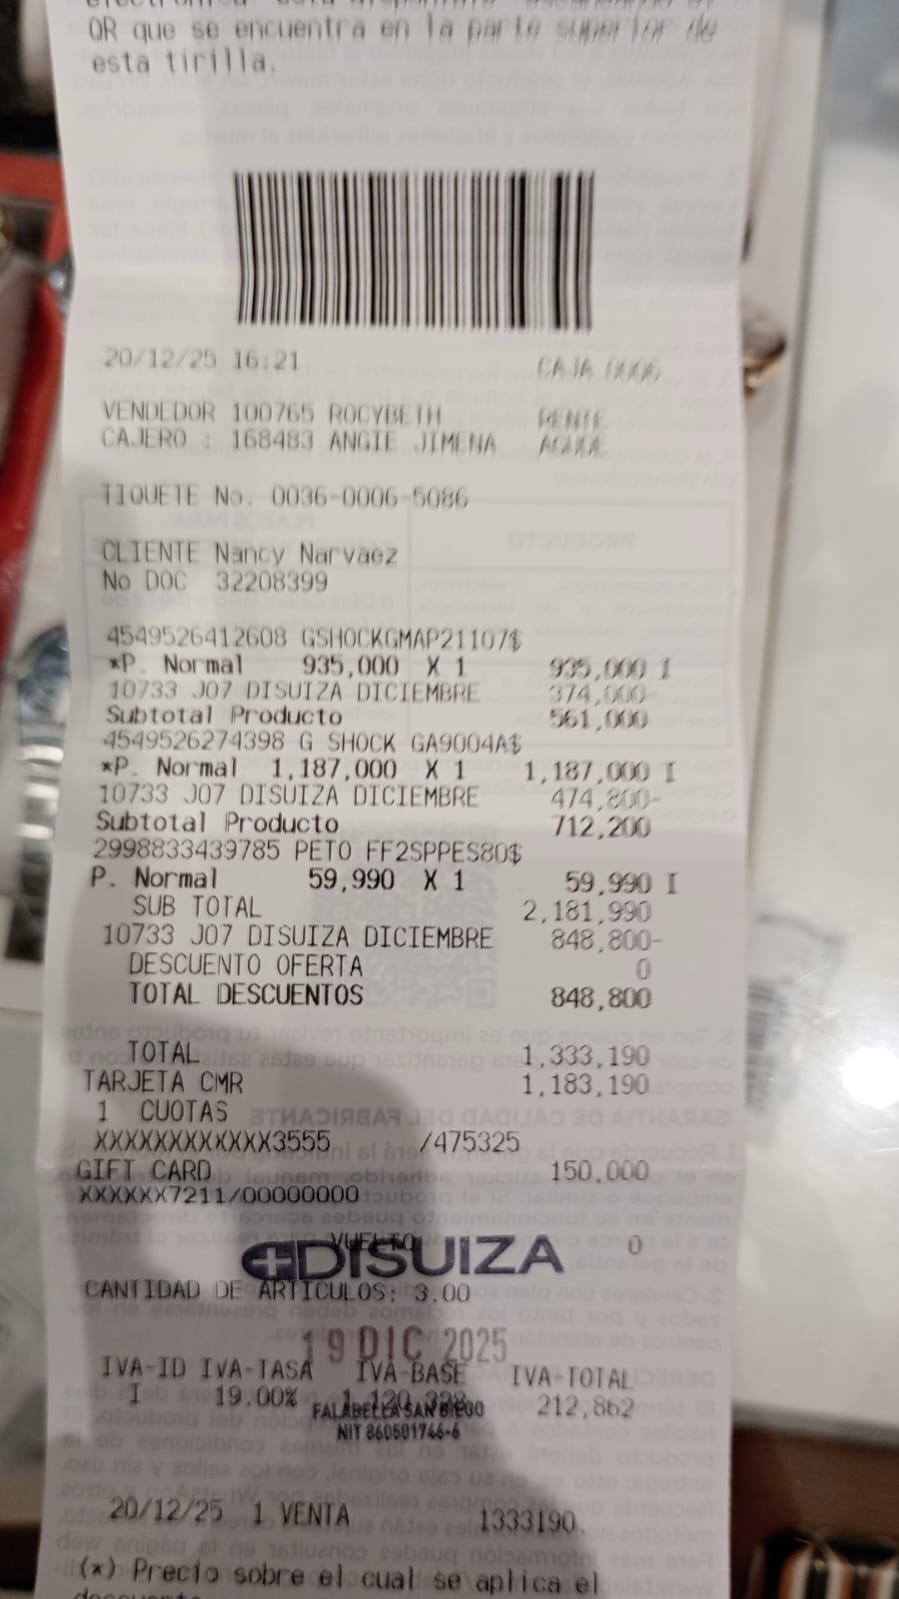 QR que se encuentra en la parte superior de
esta tirilla.
20/12/25 16:21 CAJA 0006
VENDEDOR 100765 ROCYBETH RENTE
CAJERO : 168483 ANGIE JIMENA AGUDE
TIQUETE No. 0036-0006-5086
CLIENTE Nancy Narvaez
No DOC 32208399
4549526412608 GSHOCKGMAP21107$
*P. Normal 935,000 X 1 935,000 I
10733 J07 DISUIZA DICIEMBRE 374,000-
Subtotal Producto 561,000
4549526274398 G SHOCK GA9004A$
*P. Normal 1,187,000 X 1 1,187,000 I
10733 J07 DISUIZA DICIEMBRE 474,800-
Subtotal Producto 712,200
2998833439785 PETO FF2SPPES80$
P. Normal 59,990 X 1 59,990 I
SUB TOTAL 2,181,990
10733 J07 DISUIZA DICIEMBRE 848,800-
DESCUENTO OFERTA 0
TOTAL DESCUENTOS 848,800
TOTAL 1,333,190
TARJETA CMR 1,183,190
1 CUOTAS
XXXXXXXXXXXX3555 /475325
GIFT CARD 150,000
XXXXXX7211/00000000
VUELTO 0
DISUIZA
CANTIDAD DE ARTICULOS: 3.00
19 DIC 2025
IVA-ID IVA-TASA IVA-BASE IVA-TOTAL
I 19.00% 1,120,328 212,862
FALABELLA SAN DIEGO
NIT 860501746-6
20/12/25 1 VENTA 1333190.
(*) Precio sobre el cual se aplica el